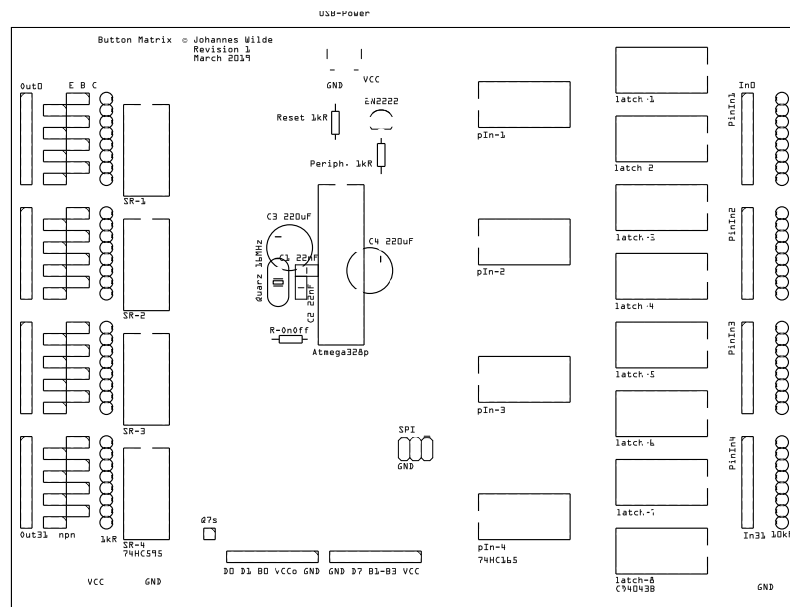 USB-Power
Button Matrix © Johannes Wilde
Revision 1
March 2019
GND VCC
Out0 E B C
Reset 1kR
EN2222
Periph. 1kR
SR-1
C3 220uF
C4 220uF
C1 22nF
Quarz 16MHz
C2 22nF
SR-2
R-OnOff
Atmega328p
SR-3
SPI
GND
Q7s
Out31 npn 1kR
SR-4
74HC595
VCC GND
D0 D1 B0 VCCo GND
GND D7 B1-B3 VCC
pIn-1
pIn-2
pIn-3
pIn-4
74HC165
latch-1
latch 2
latch-3
latch-4
latch-5
latch-6
latch-7
latch-8
CD4043B
In0
PinIn1
PinIn2
PinIn3
PinIn4
In31 10kR
GND